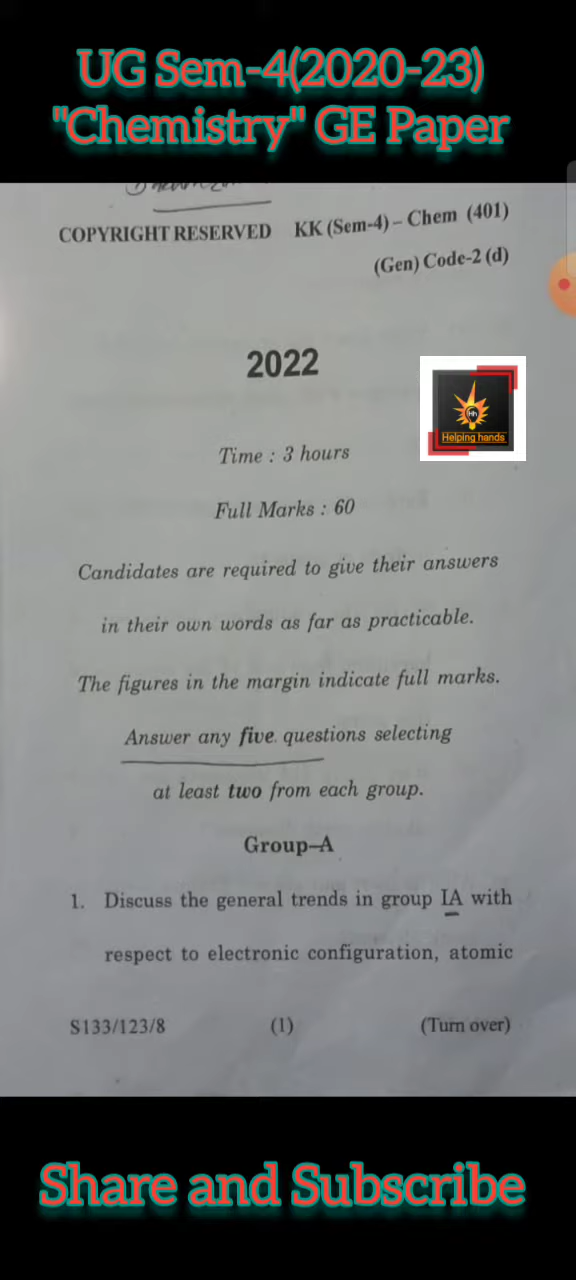 UG Sem-4(2020-23)
"Chemistry" GE Paper
COPYRIGHT RESERVED KK (Sem-4) – Chem (401)
(Gen) Code-2 (d)
2022
Hh
Helping hands
Time : 3 hours
Full Marks : 60
Candidates are required to give their answers
in their own words as far as practicable.
The figures in the margin indicate full marks.
Answer any five questions selecting
at least two from each group.
Group–A
1. Discuss the general trends in group IA with
respect to electronic configuration, atomic
S133/123/8 (1) (Turn over)
Share and Subscribe